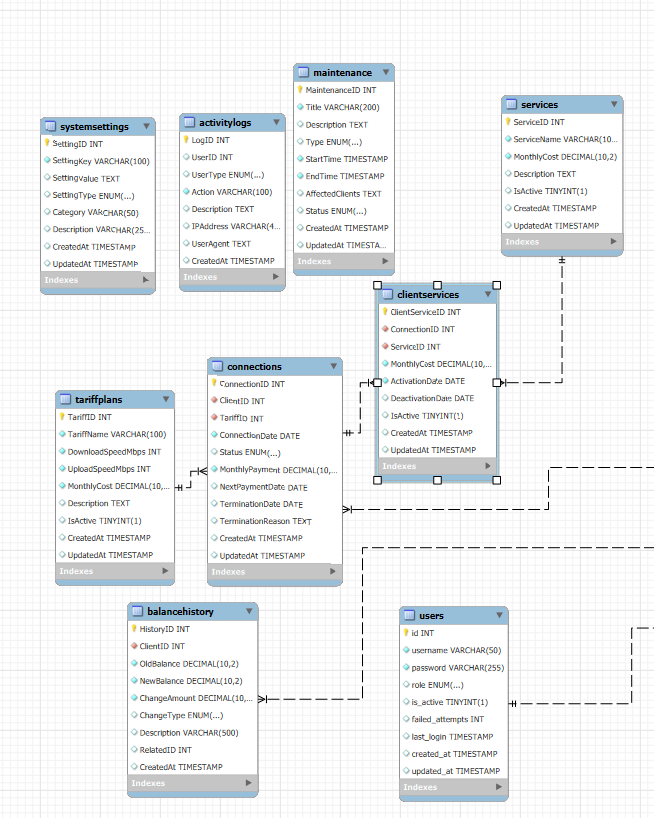 maintenance
MaintenanceID INT
Title VARCHAR(200)
Description TEXT
Type ENUM(...)
StartTime TIMESTAMP
EndTime TIMESTAMP
AffectedClients TEXT
Status ENUM(...)
CreatedAt TIMESTAMP
UpdatedAt TIMESTA...
Indexes
services
ServiceID INT
ServiceName VARCHAR(10...
MonthlyCost DECIMAL(10,2)
Description TEXT
IsActive TINYINT(1)
CreatedAt TIMESTAMP
UpdatedAt TIMESTAMP
Indexes
systemsettings
SettingID INT
SettingKey VARCHAR(100)
SettingValue TEXT
SettingType ENUM(...)
Category VARCHAR(50)
Description VARCHAR(25...
CreatedAt TIMESTAMP
UpdatedAt TIMESTAMP
Indexes
activitylogs
LogID INT
UserID INT
UserType ENUM(...)
Action VARCHAR(100)
Description TEXT
IPAddress VARCHAR(4...
UserAgent TEXT
CreatedAt TIMESTAMP
Indexes
clientservices
ClientServiceID INT
ConnectionID INT
ServiceID INT
MonthlyCost DECIMAL(10,...
ActivationDate DATE
DeactivationDate DATE
IsActive TINYINT(1)
CreatedAt TIMESTAMP
UpdatedAt TIMESTAMP
Indexes
connections
ConnectionID INT
ClientID INT
TariffID INT
ConnectionDate DATE
Status ENUM(...)
MonthlyPayment DECIMAL(10,...
NextPaymentDate DATE
TerminationDate DATE
TerminationReason TEXT
CreatedAt TIMESTAMP
UpdatedAt TIMESTAMP
Indexes
tariffplans
TariffID INT
TariffName VARCHAR(100)
DownloadSpeedMbps INT
UploadSpeedMbps INT
MonthlyCost DECIMAL(10,...
Description TEXT
IsActive TINYINT(1)
CreatedAt TIMESTAMP
UpdatedAt TIMESTAMP
Indexes
balancehistory
HistoryID INT
ClientID INT
OldBalance DECIMAL(10,2)
NewBalance DECIMAL(10,2)
ChangeAmount DECIMAL(10,...
ChangeType ENUM(...)
Description VARCHAR(500)
RelatedID INT
CreatedAt TIMESTAMP
Indexes
users
id INT
username VARCHAR(50)
password VARCHAR(255)
role ENUM(...)
is_active TINYINT(1)
failed_attempts INT
last_login TIMESTAMP
created_at TIMESTAMP
updated_at TIMESTAMP
Indexes